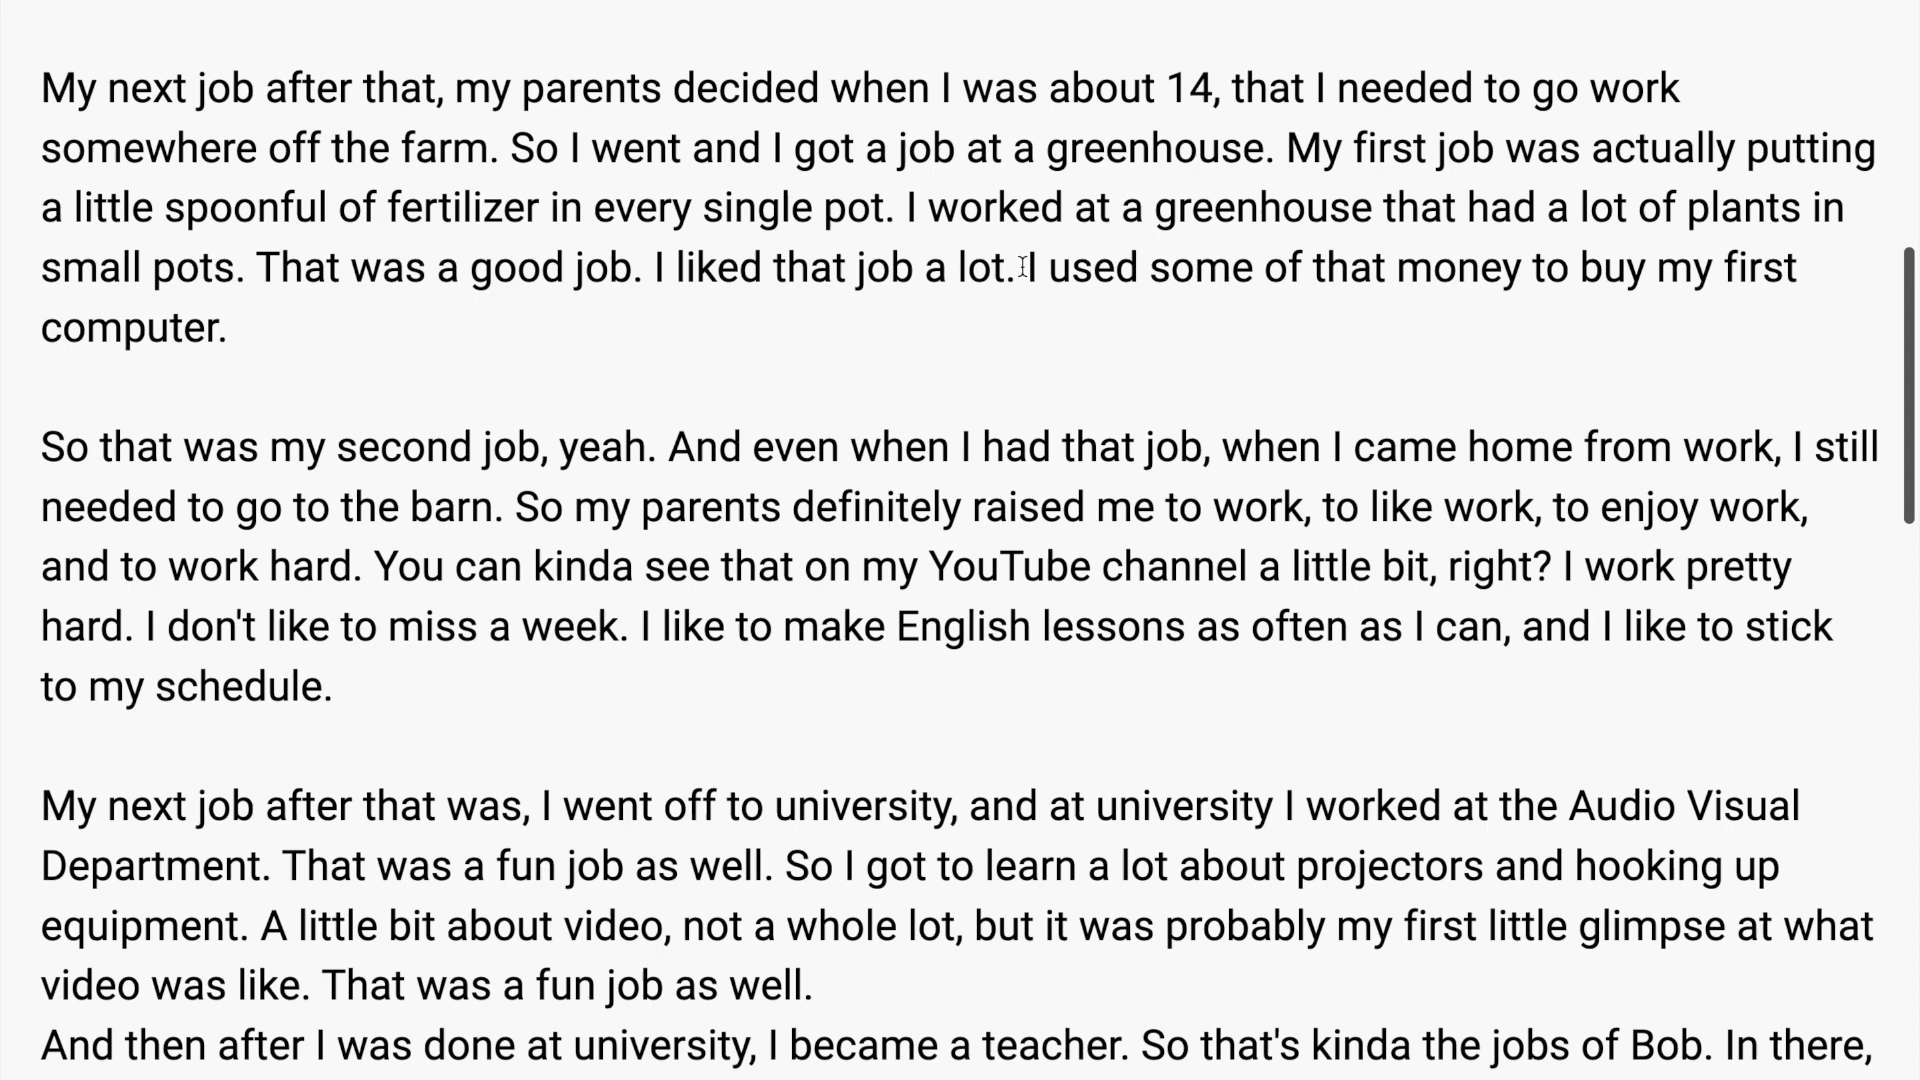 My next job after that, my parents decided when I was about 14, that I needed to go work
somewhere off the farm. So I went and I got a job at a greenhouse. My first job was actually putting
a little spoonful of fertilizer in every single pot. I worked at a greenhouse that had a lot of plants in
small pots. That was a good job. I liked that job a lot. I used some of that money to buy my first
computer.
So that was my second job, yeah. And even when I had that job, when I came home from work, I still
needed to go to the barn. So my parents definitely raised me to work, to like work, to enjoy work,
and to work hard. You can kinda see that on my YouTube channel a little bit, right? I work pretty
hard. I don't like to miss a week. I like to make English lessons as often as I can, and I like to stick
to my schedule.
My next job after that was, I went off to university, and at university I worked at the Audio Visual
Department. That was a fun job as well. So I got to learn a lot about projectors and hooking up
equipment. A little bit about video, not a whole lot, but it was probably my first little glimpse at what
video was like. That was a fun job as well.
And then after I was done at university, I became a teacher. So that's kinda the jobs of Bob. In there,